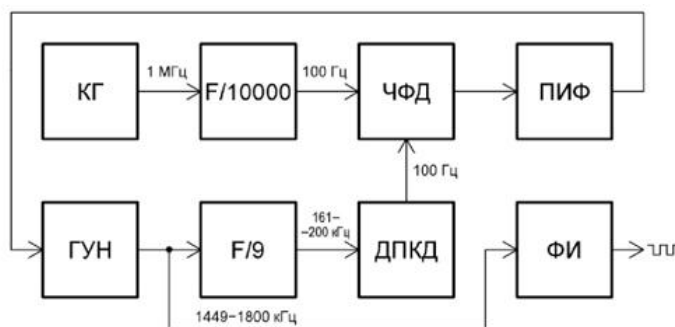 КГ
1 МГц
F/10000
100 Гц
ЧФД
ПИФ
100 Гц
ГУН
F/9
161–
–200 кГц
ДПКД
ФИ
1449–1800 кГц